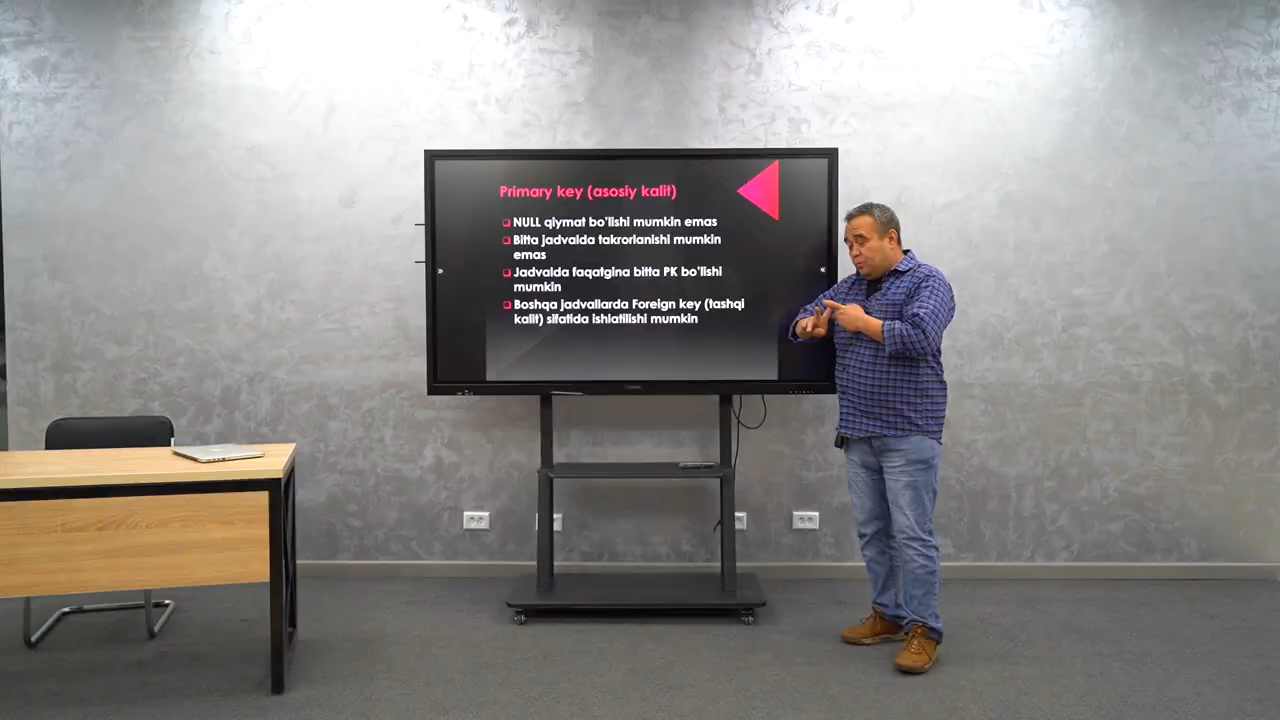 Primary key (asosiy kalit)
NULL qiymat bo'lishi mumkin emas
Bitta jadvalda takrorlanishi mumkin
emas
Jadvalda faqatgina bitta PK bo'lishi
mumkin
Boshqa jadvallarda Foreign key (tashqi
kalit) sifatida ishlatilishi mumkin